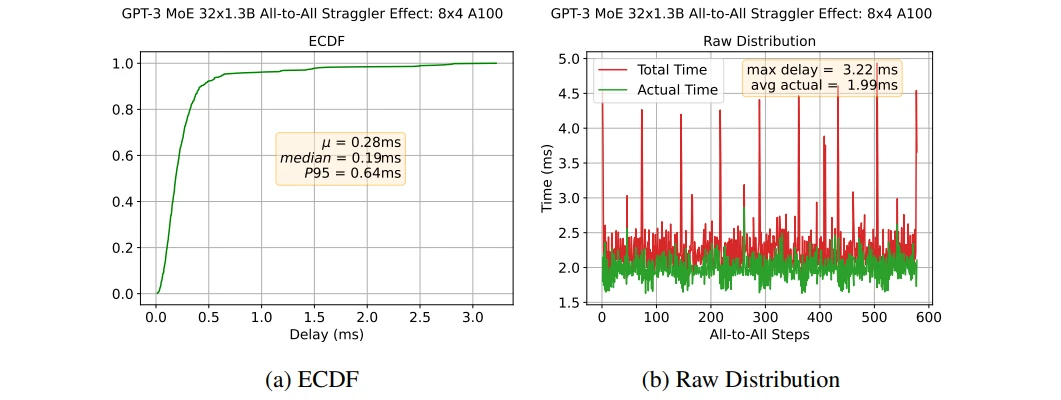 GPT-3 MoE 32x1.3B All-to-All Straggler Effect: 8x4 A100
ECDF
1.0
0.8
0.6
0.4
0.2
0.0
μ = 0.28ms
median = 0.19ms
P95 = 0.64ms
0.0 0.5 1.0 1.5 2.0 2.5 3.0
Delay (ms)
(a) ECDF
GPT-3 MoE 32x1.3B All-to-All Straggler Effect: 8x4 A100
Raw Distribution
Time (ms)
5.0
4.5
4.0
3.5
3.0
2.5
2.0
1.5
Total Time
Actual Time
max delay = 3.22 ms
avg actual = 1.99ms
0 100 200 300 400 500 600
All-to-All Steps
(b) Raw Distribution